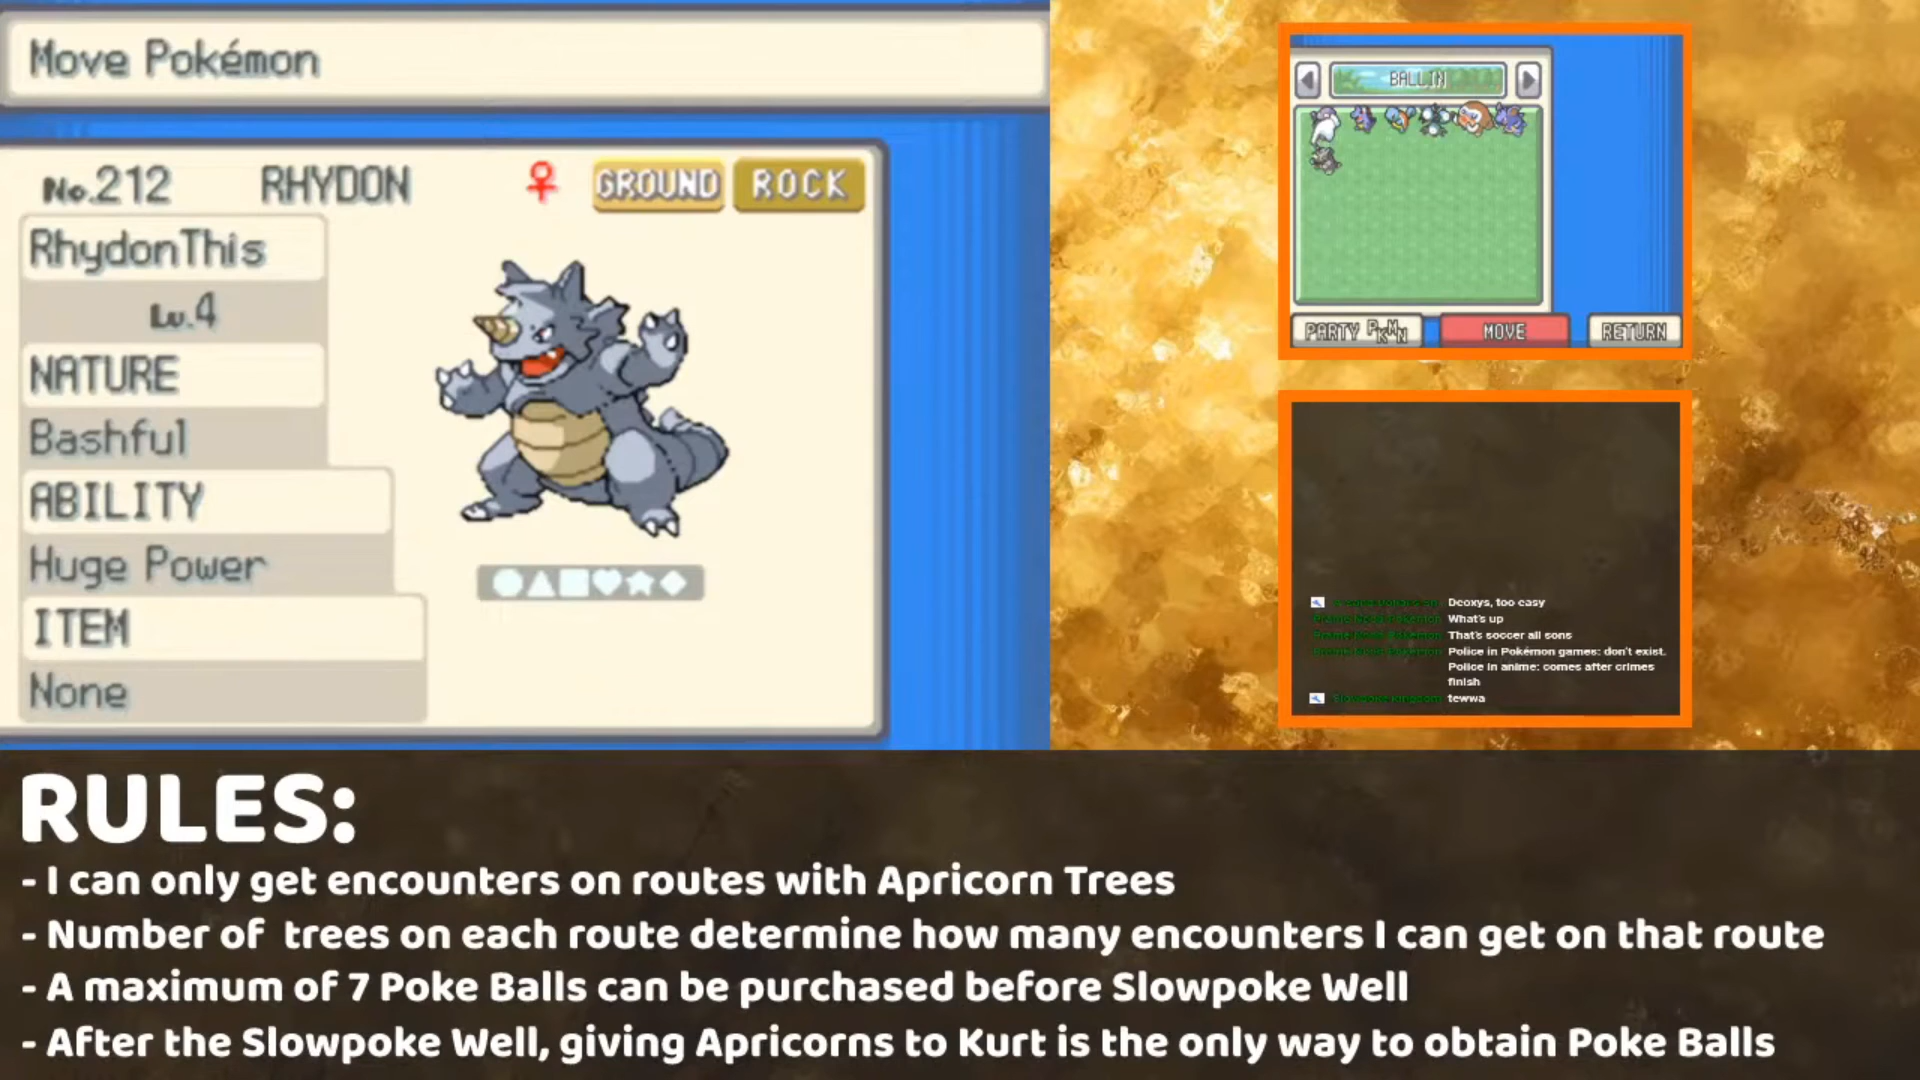 Move Pokémon
No.212 RHYDON ♀ GROUND ROCK
RhydonThis
Lv.4
NATURE
Bashful
ABILITY
Huge Power
ITEM
None
BALLIN
PARTY PKMN MOVE RETURN
Deoxys, too easy
What's up
That's soccer all sons
Police in Pokémon games: don't exist.
Police in anime: comes after crimes
finish
Slowpoke Kingdom tewwa
RULES:
- I can only get encounters on routes with Apricorn Trees
- Number of trees on each route determine how many encounters I can get on that route
- A maximum of 7 Poke Balls can be purchased before Slowpoke Well
- After the Slowpoke Well, giving Apricorns to Kurt is the only way to obtain Poke Balls